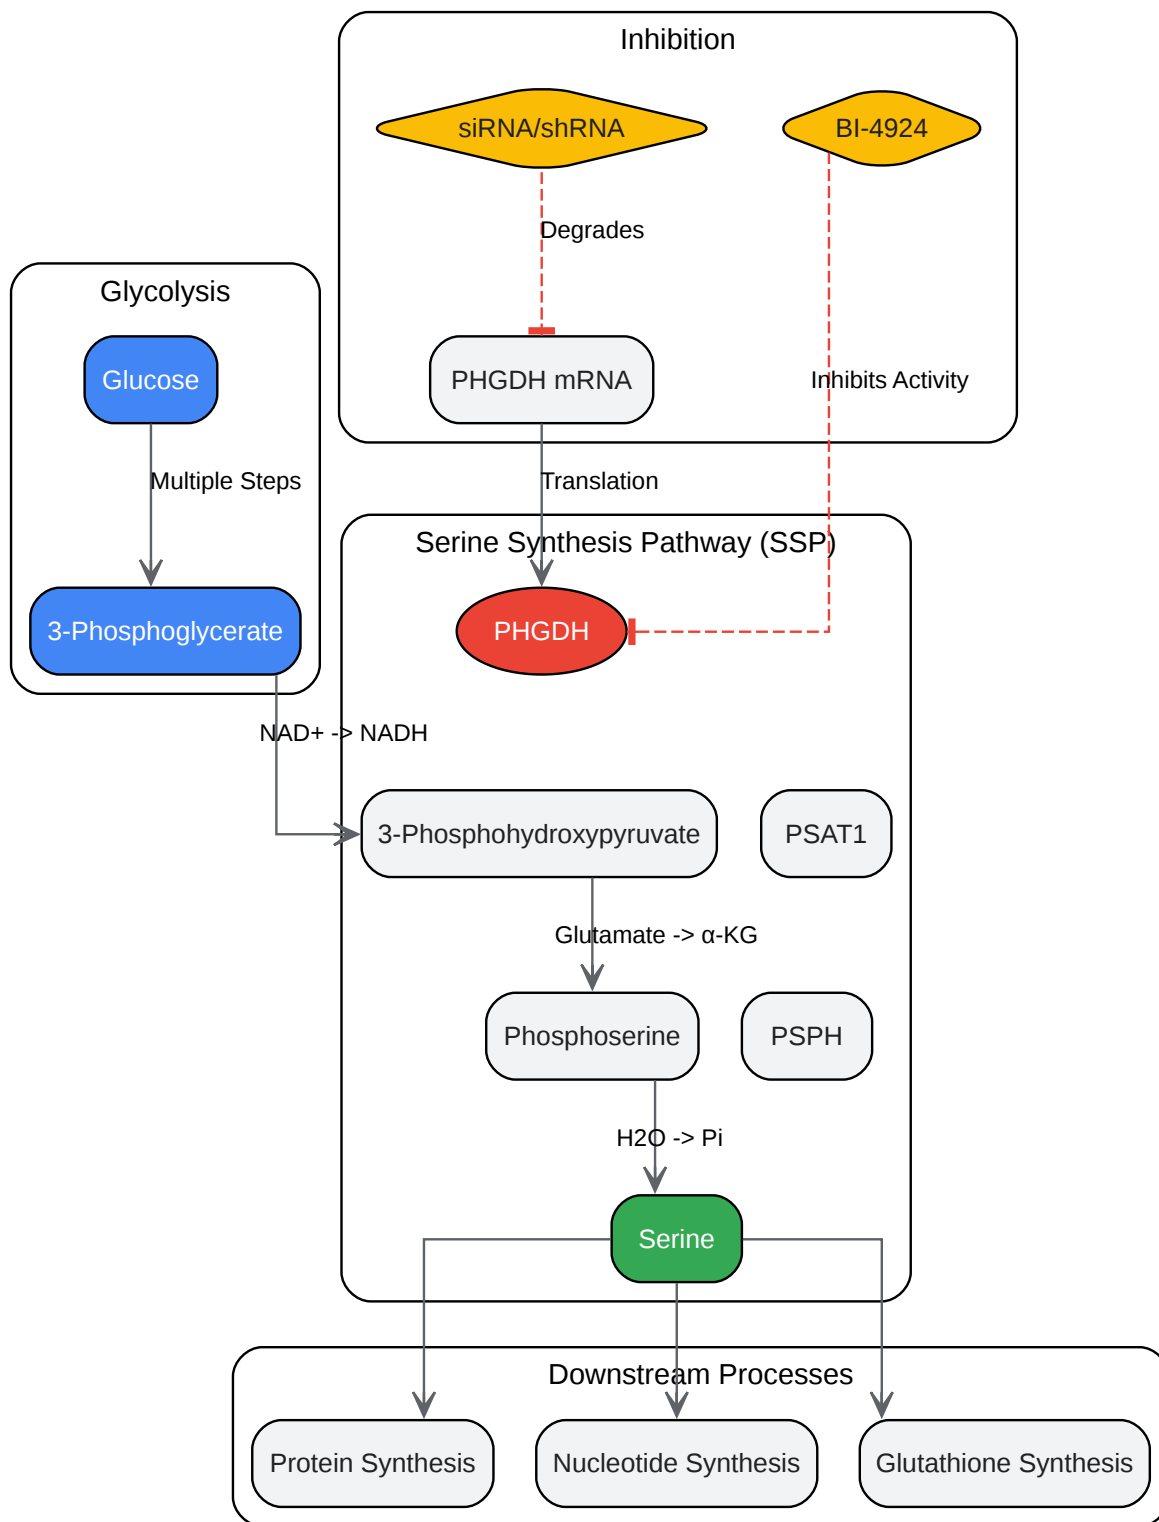 Inhibition
siRNA/shRNA
BI-4924
Degrades
Glycolysis
Glucose
PHGDH mRNA
Inhibits Activity
Multiple Steps
Translation
Serine Synthesis Pathway (SSP)
3-Phosphoglycerate
PHGDH
NAD+ -> NADH
3-Phosphohydroxypyruvate
PSAT1
Glutamate -> α-KG
Phosphoserine
PSPH
H2O -> Pi
Serine
Downstream Processes
Protein Synthesis
Nucleotide Synthesis
Glutathione Synthesis